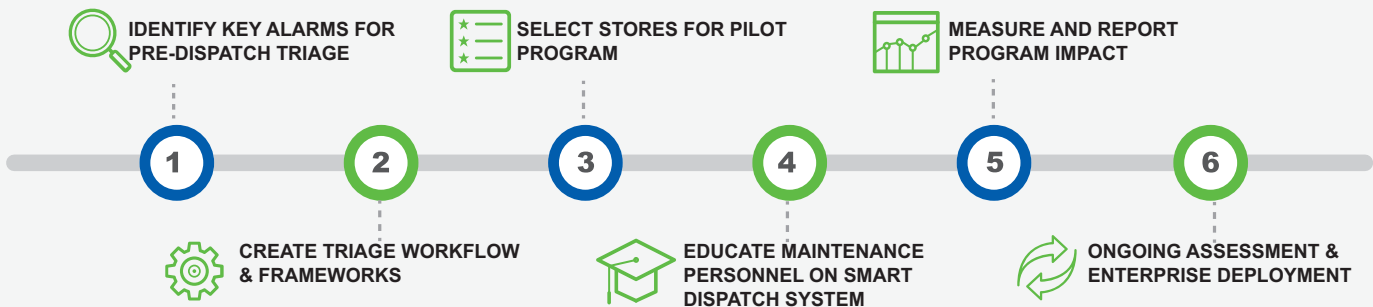 IDENTIFY KEY ALARMS FOR
PRE-DISPATCH TRIAGE
SELECT STORES FOR PILOT
PROGRAM
MEASURE AND REPORT
PROGRAM IMPACT
1
2
3
4
5
6
CREATE TRIAGE WORKFLOW
& FRAMEWORKS
EDUCATE MAINTENANCE
PERSONNEL ON SMART
DISPATCH SYSTEM
ONGOING ASSESSMENT &
ENTERPRISE DEPLOYMENT